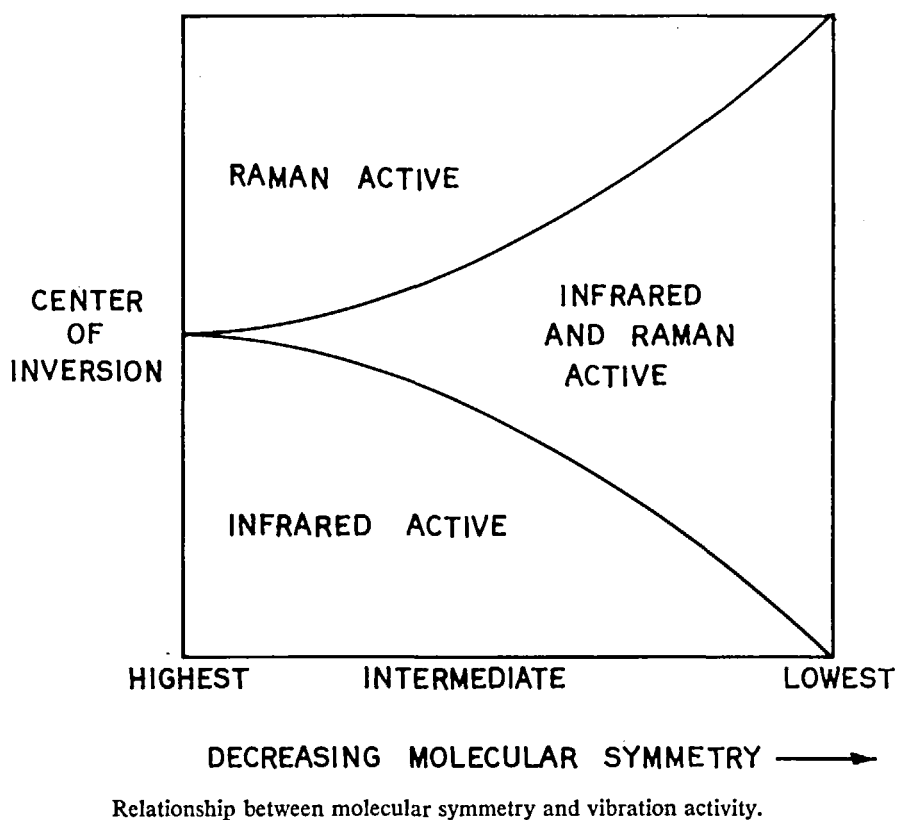 RAMAN ACTIVE
CENTER
OF
INVERSION
INFRARED
AND RAMAN
ACTIVE
INFRARED ACTIVE
HIGHEST INTERMEDIATE LOWEST
DECREASING MOLECULAR SYMMETRY
Relationship between molecular symmetry and vibration activity.